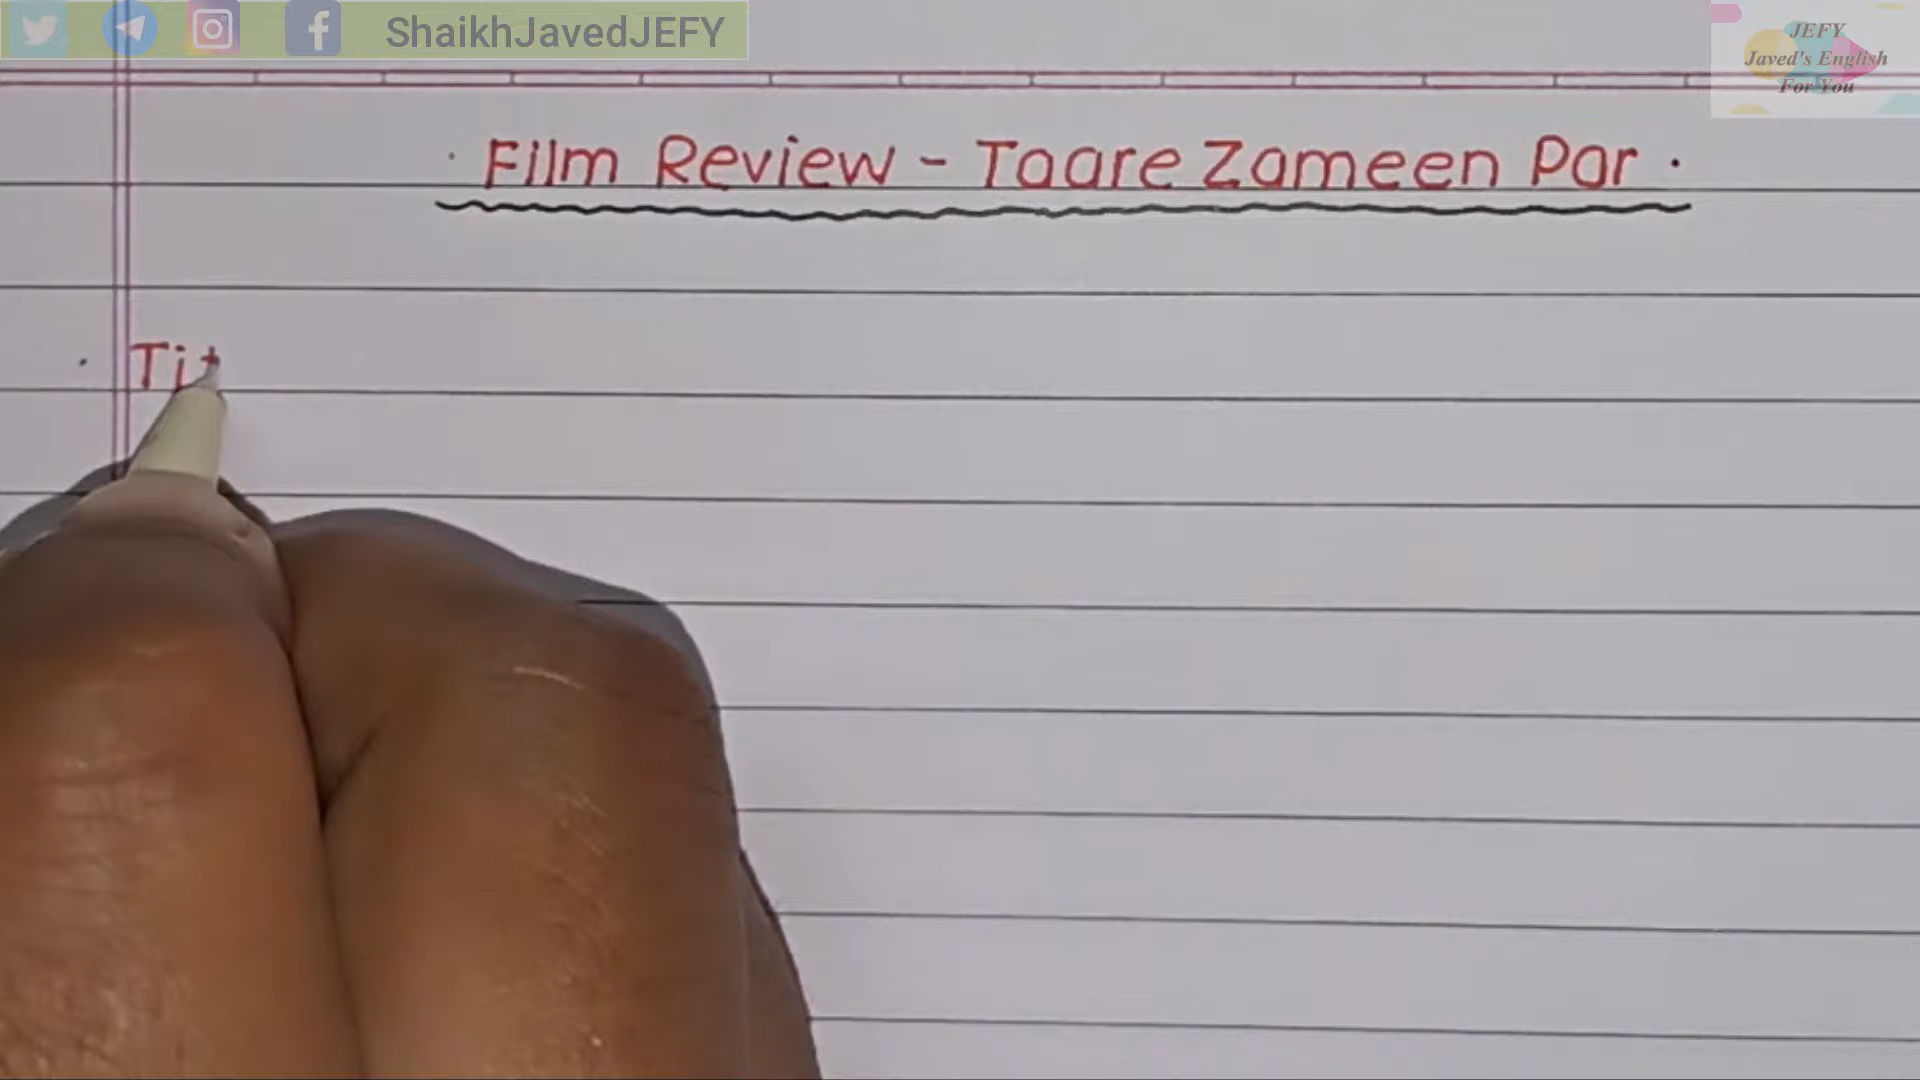 ShaikhJavedJEFY
JEFY
Javed's English
For You
Film Review - Taare Zameen Par
Tit